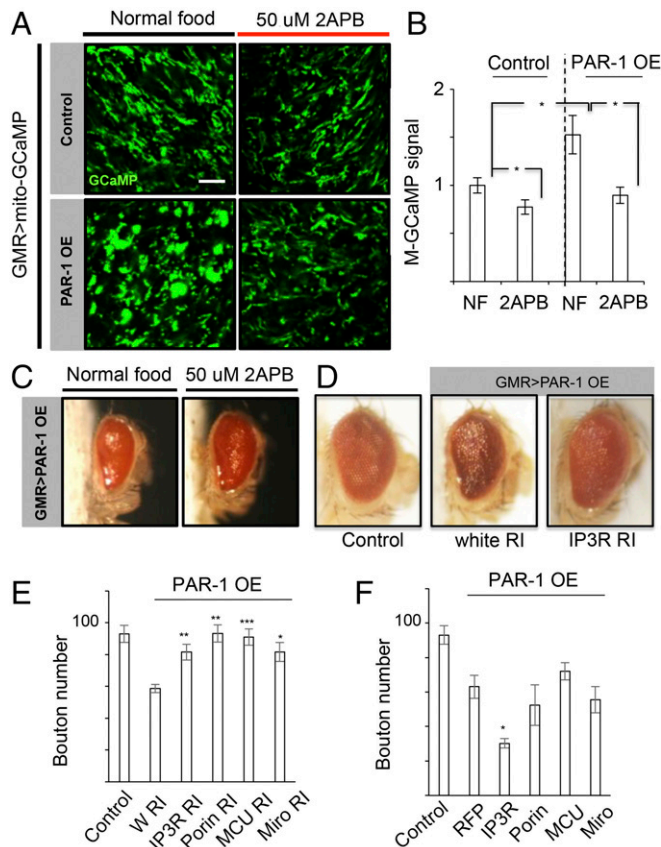 A
Normal food
50 uM 2APB
GMR>mito-GCaMP
Control
GCaMP
PAR-1 OE
B
Control
PAR-1 OE
M-GCaMP signal
2
1
0
*
*
*
NF
2APB
NF
2APB
C
Normal food
50 uM 2APB
GMR>PAR-1 OE
D
GMR>PAR-1 OE
Control
white RI
IP3R RI
E
PAR-1 OE
Bouton number
100
**
**
***
*
Control
W RI
IP3R RI
Porin RI
MCU RI
Miro RI
F
PAR-1 OE
Bouton number
100
*
Control
RFP
IP3R
Porin
MCU
Miro